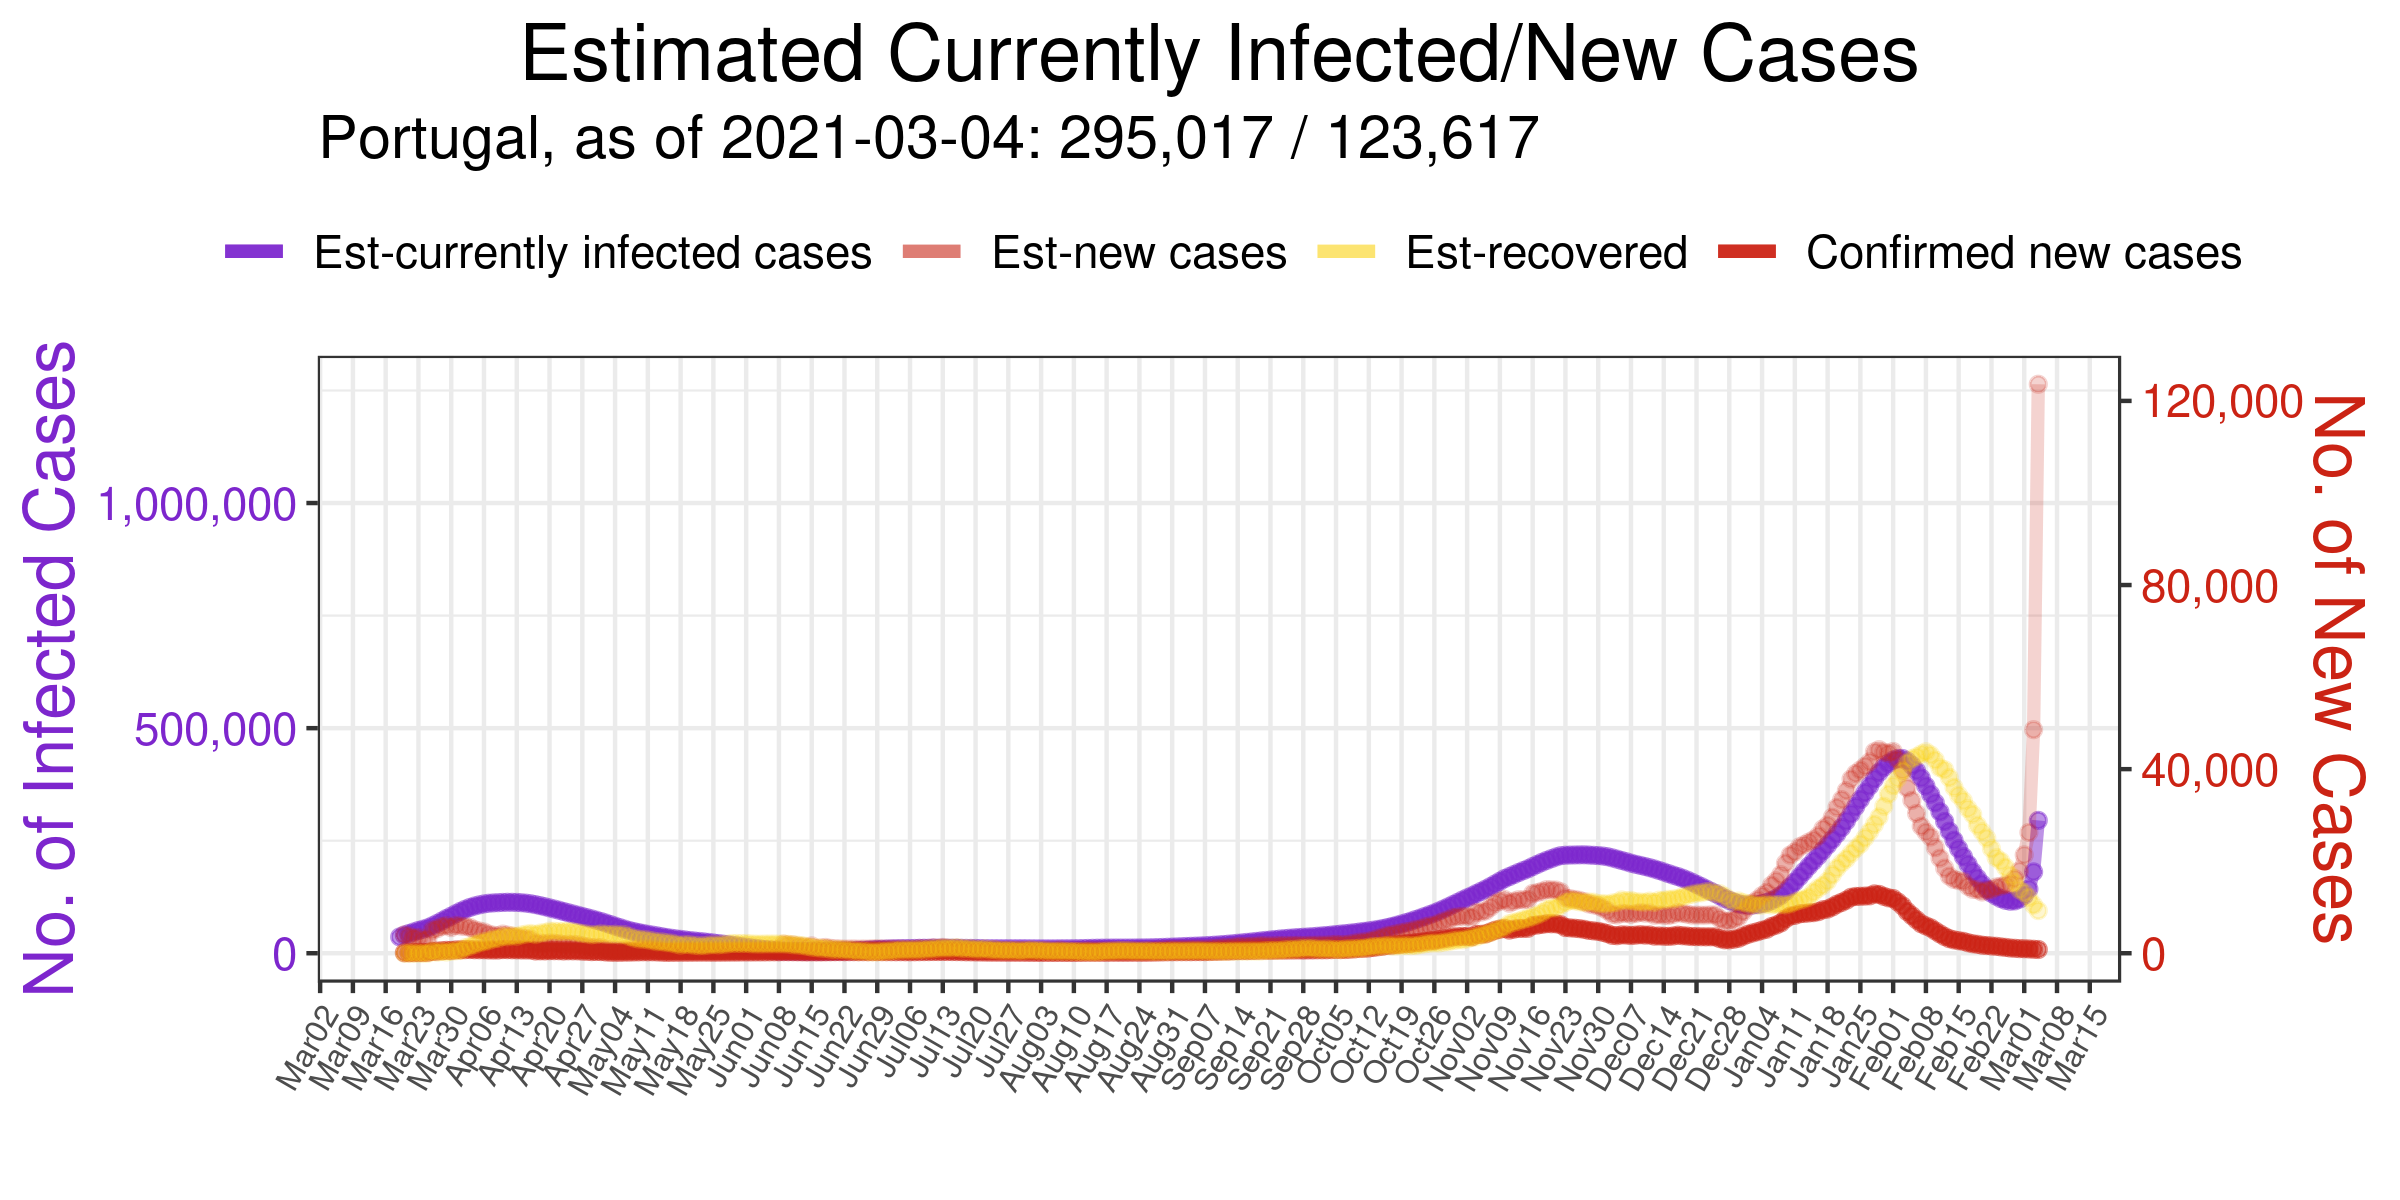 Estimated Currently Infected/New Cases
Portugal, as of 2021-03-04: 295,017 / 123,617
Est-currently infected cases
Est-new cases
Est-recovered
Confirmed new cases
No. of Infected Cases
1,000,000
500,000
0
120,000
80,000
40,000
0
No. of New Cases
Mar02
Mar09
Mar16
Mar23
Mar30
Apr06
Apr13
Apr20
Apr27
May04
May11
May18
May25
Jun01
Jun08
Jun15
Jun22
Jun29
Jul06
Jul13
Jul20
Jul27
Aug03
Aug10
Aug17
Aug24
Aug31
Sep07
Sep14
Sep21
Sep28
Oct05
Oct12
Oct19
Oct26
Nov02
Nov09
Nov16
Nov23
Nov30
Dec07
Dec14
Dec21
Dec28
Jan04
Jan11
Jan18
Jan25
Feb01
Feb08
Feb15
Feb22
Mar01
Mar08
Mar15